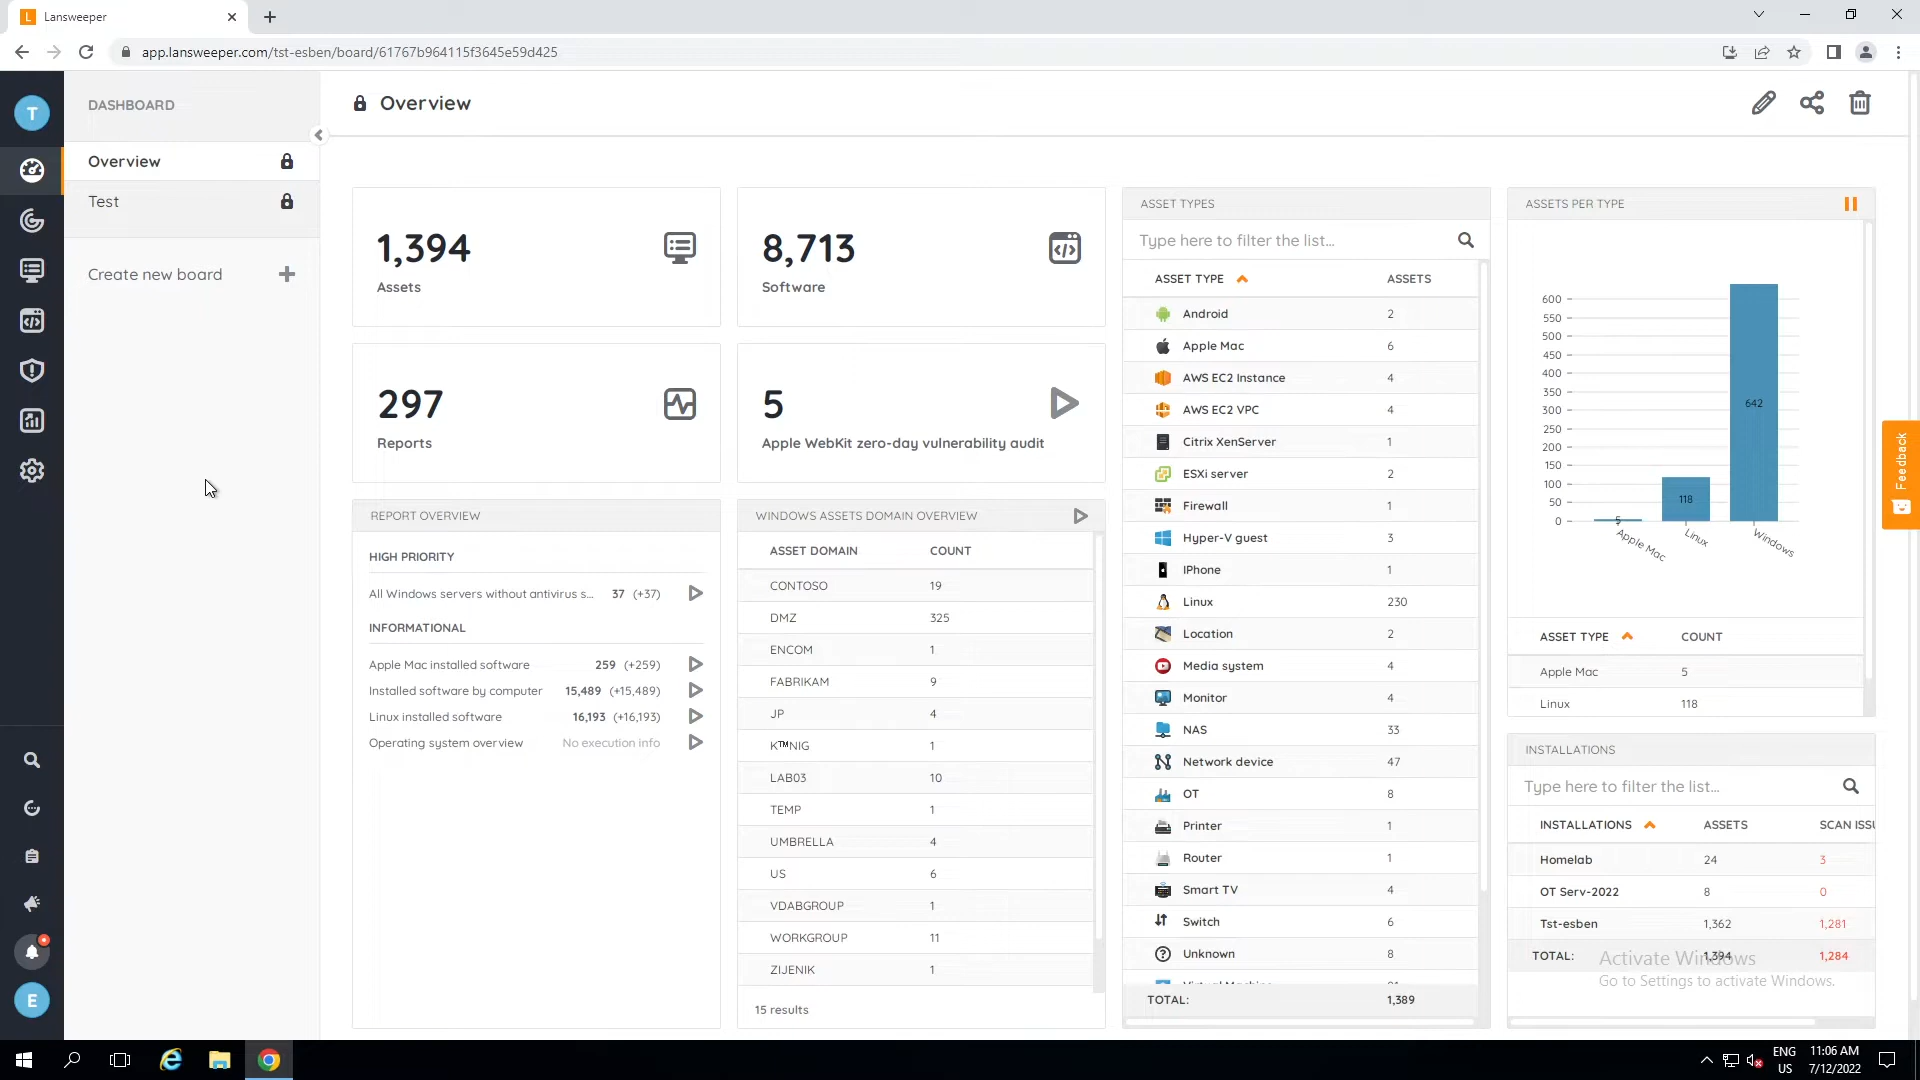 Lansweeper
app.lansweeper.com/tst-esben/board/61767b964115f3645e59d425
T
DASHBOARD
Overview
Test
Create new board
E
Overview
1,394
Assets
8,713
Software
297
Reports
5
Apple WebKit zero-day vulnerability audit
REPORT OVERVIEW
HIGH PRIORITY
All Windows servers without antivirus s... 37 (+37)
INFORMATIONAL
Apple Mac installed software 259 (+259)
Installed software by computer 15,489 (+15,489)
Linux installed software 16,193 (+16,193)
Operating system overview No execution info
WINDOWS ASSETS DOMAIN OVERVIEW
ASSET DOMAIN COUNT
CONTOSO 19
DMZ 325
ENCOM 1
FABRIKAM 9
JP 4
K™NIG 1
LAB03 10
TEMP 1
UMBRELLA 4
US 6
VDABGROUP 1
WORKGROUP 11
ZIJENIK 1
15 results
ASSET TYPES
Type here to filter the list...
ASSET TYPE ASSETS
Android 2
Apple Mac 6
AWS EC2 Instance 4
AWS EC2 VPC 4
Citrix XenServer 1
ESXi server 2
Firewall 1
Hyper-V guest 3
IPhone 1
Linux 230
Location 2
Media system 4
Monitor 4
NAS 33
Network device 47
OT 8
Printer 1
Router 1
Smart TV 4
Switch 6
Unknown 8
TOTAL: 1,389
ASSETS PER TYPE
600
550
500
450
400
350
300
250
200
150
100
50
0
5
118
642
Apple Mac
Linux
Windows
ASSET TYPE COUNT
Apple Mac 5
Linux 118
INSTALLATIONS
Type here to filter the list...
INSTALLATIONS ASSETS SCAN ISSU
Homelab 24 3
OT Serv-2022 8 0
Tst-esben 1,362 1,281
TOTAL: 1,394 1,284
Activate Windows
Go to Settings to activate Windows.
Feedback
ENG
US
11:06 AM
7/12/2022